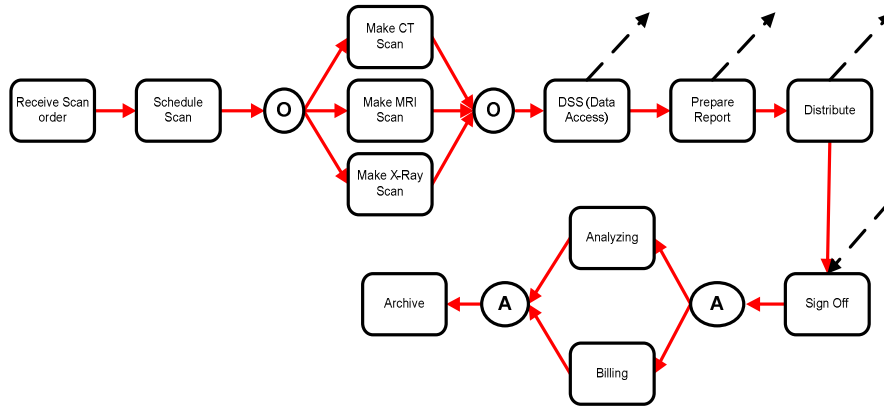 Make CT
Scan
Receive Scan
order
Schedule
Scan
O
Make MRI
Scan
O
DSS (Data
Access)
Prepare
Report
Distribute
Make X-Ray
Scan
Analyzing
Archive
A
A
Sign Off
Billing